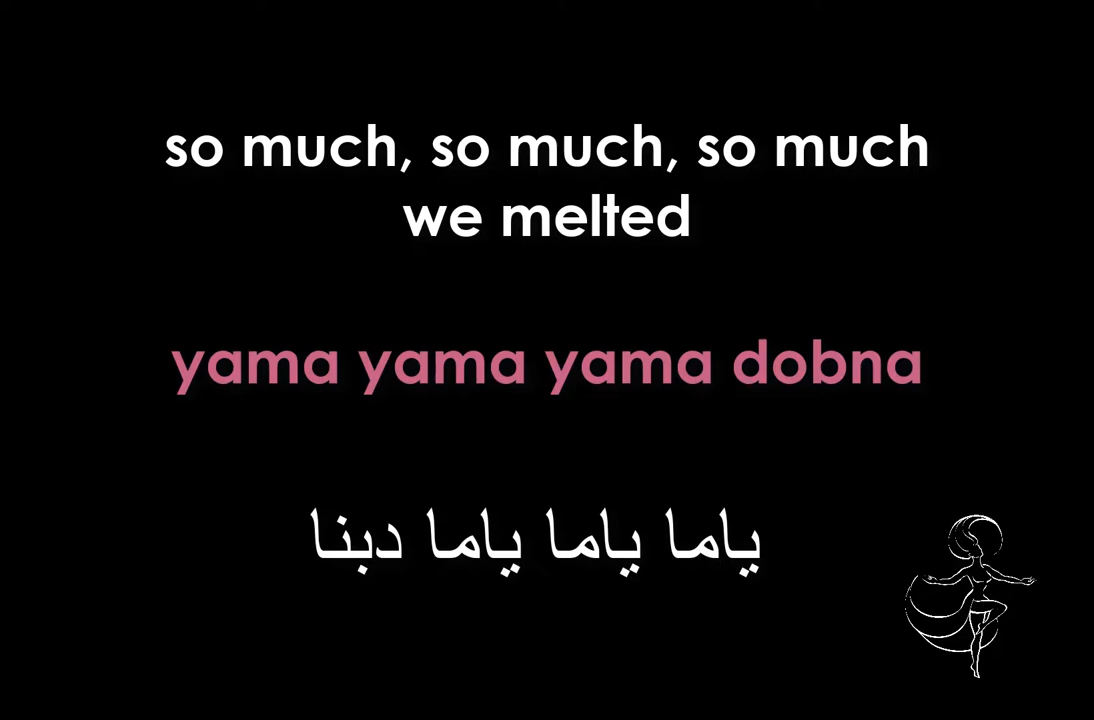 so much, so much, so much
we melted
yama yama yama dobna
ياما ياما ياما دبنا